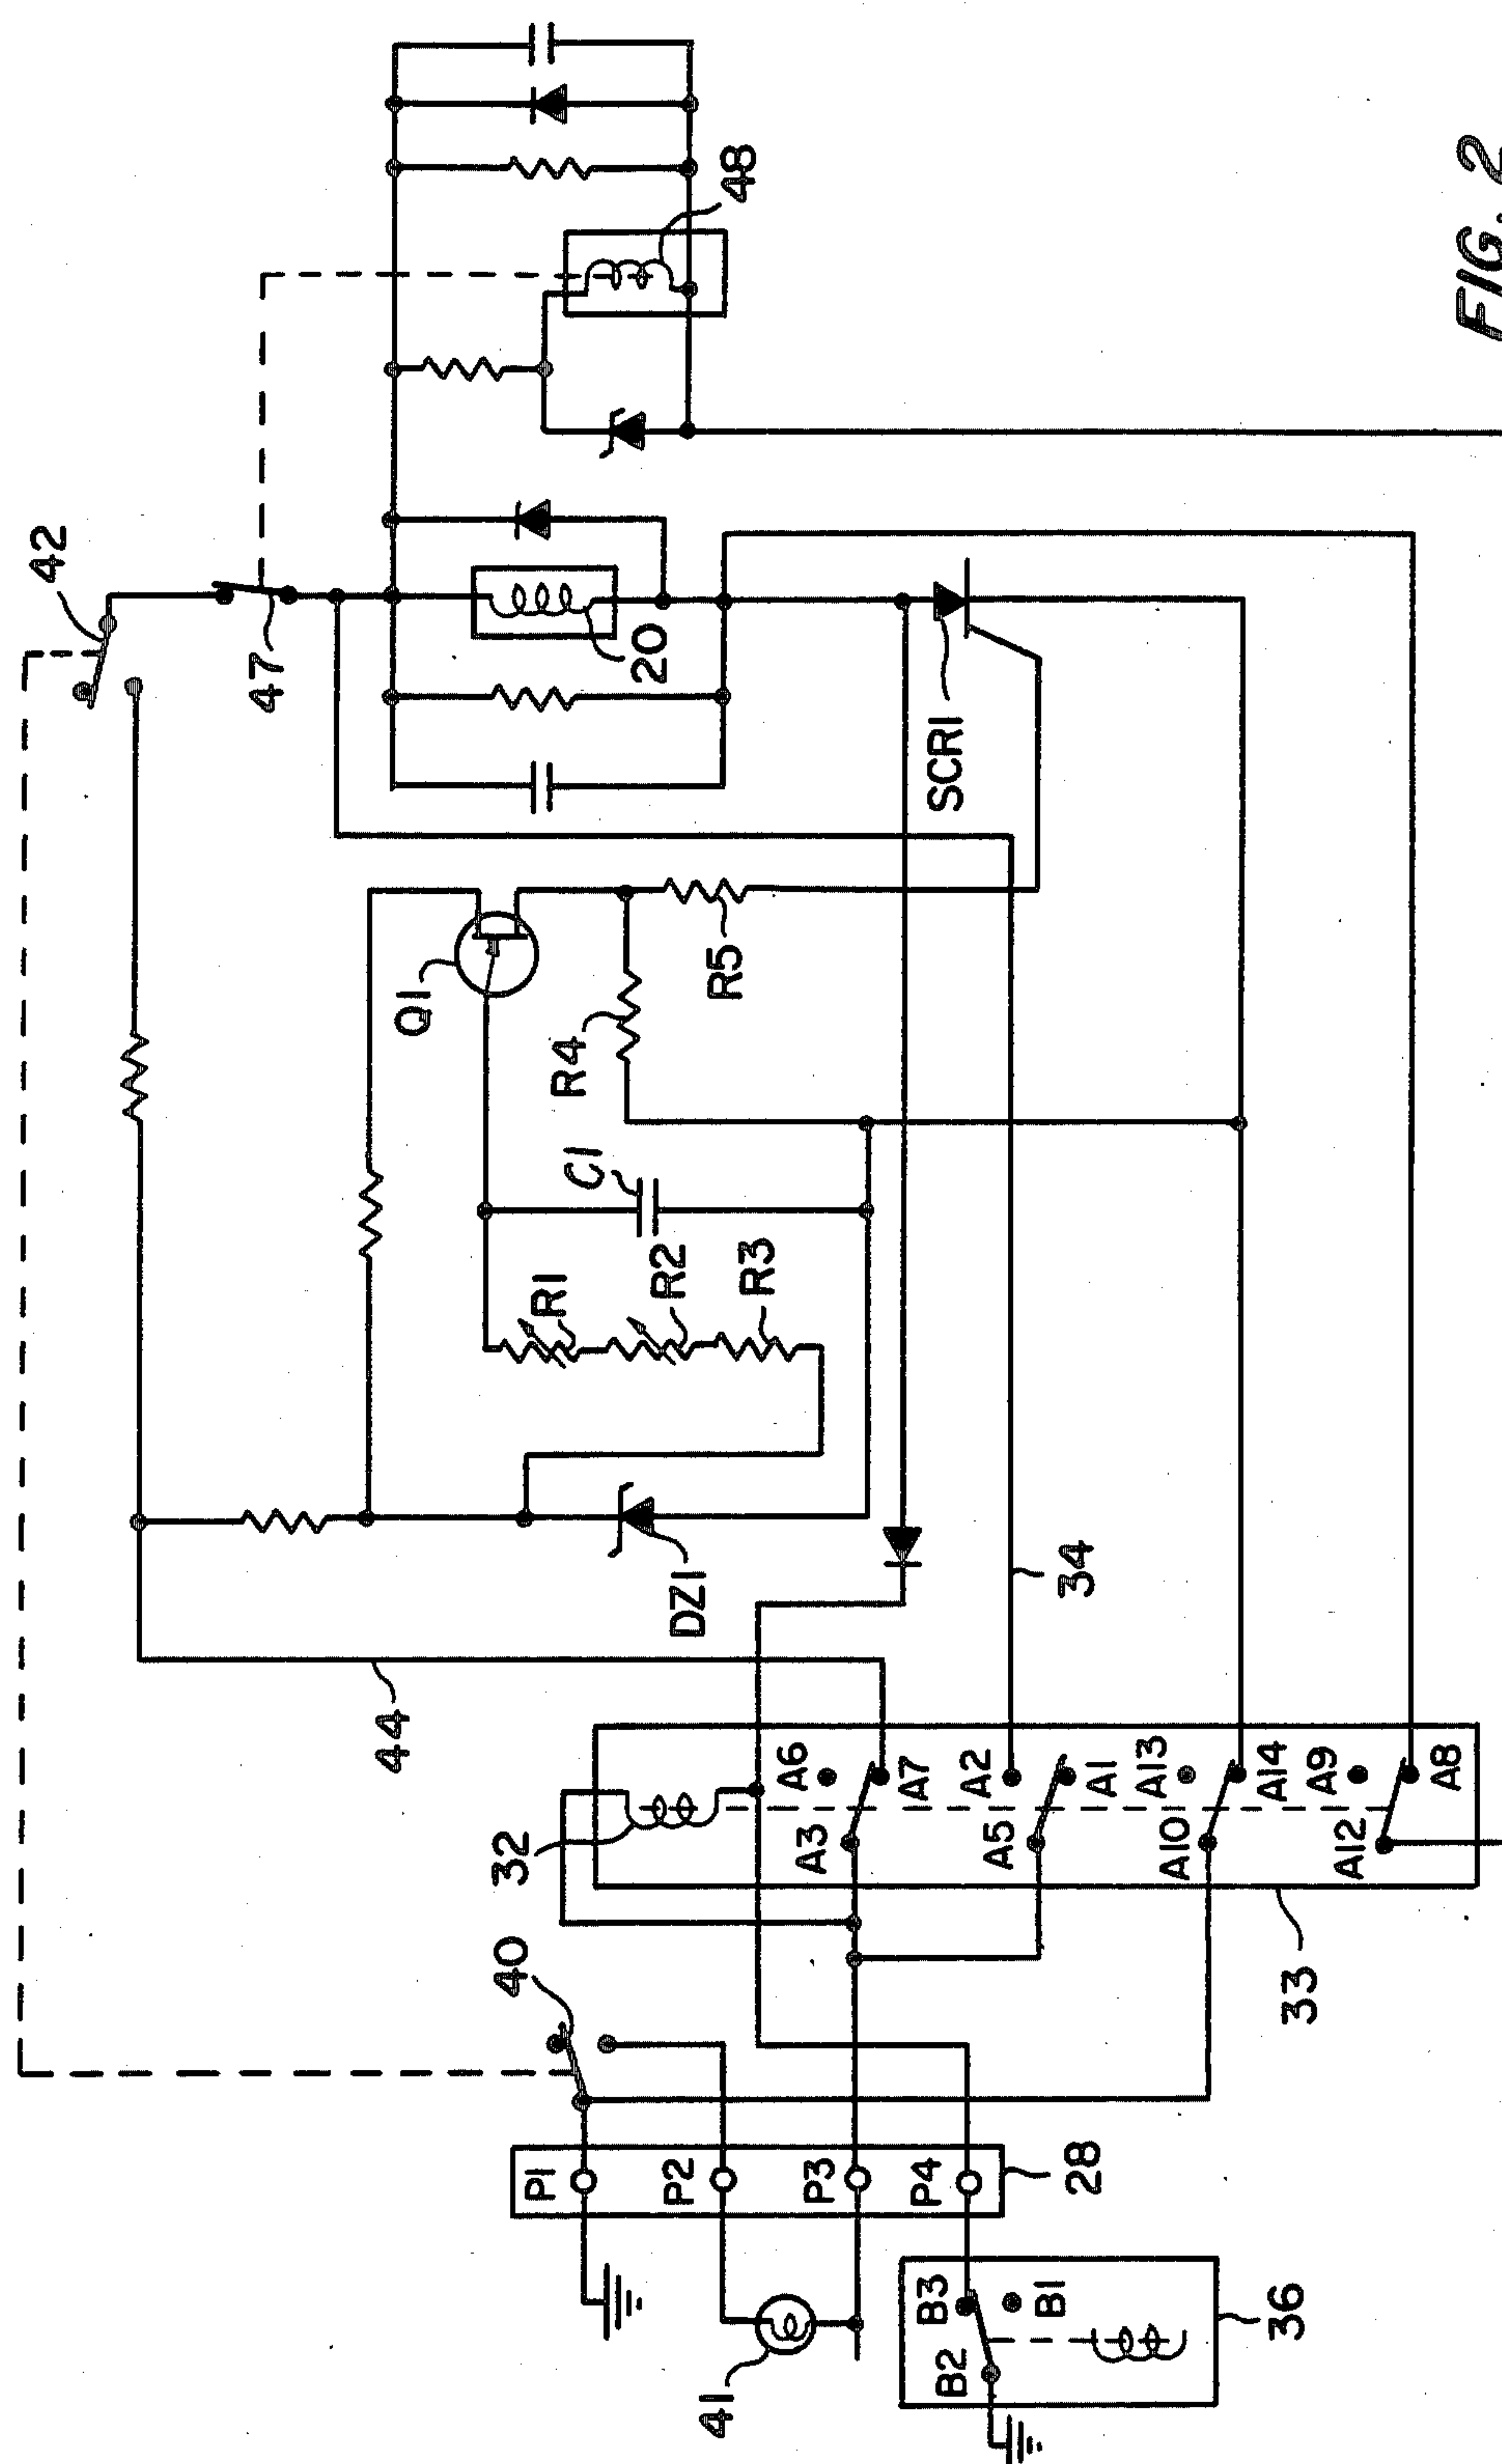 42
47
48
20
SCR1
Q1
R5
R4
C1
R1
R2
R3
DZ1
44
34
32
A6
A3
A7
A2
A5
A1
A13
A10
A14
A9
A12
A8
33
40
P1
P2
P3
P4
28
41
B3
B2
B1
36
FIG. 2